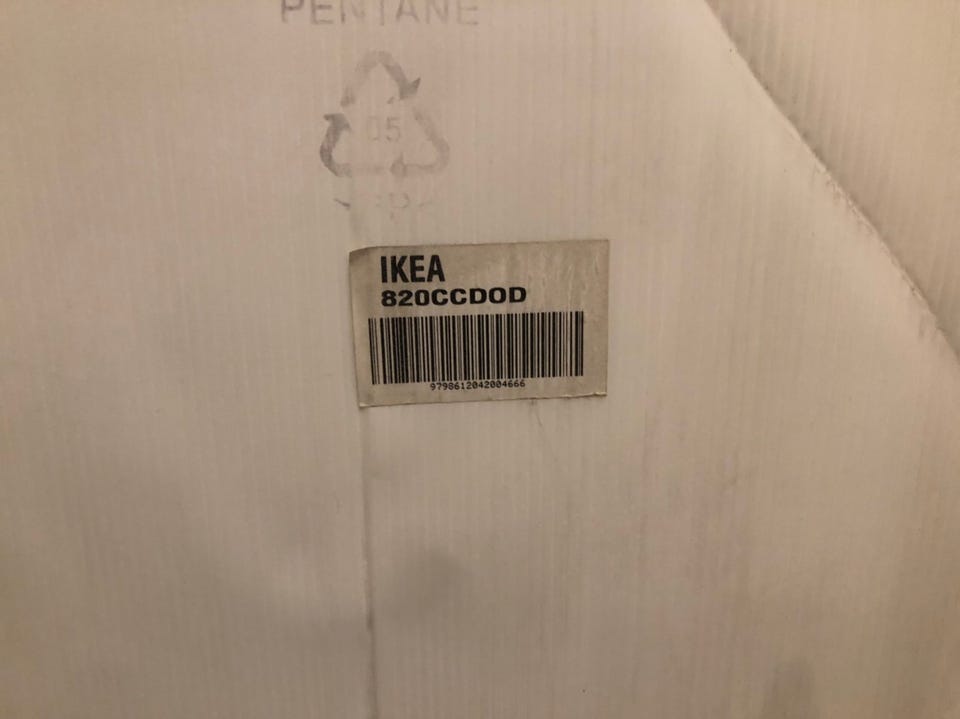 PENTANE
05
IKEA
820CCDOD
9798612042004666